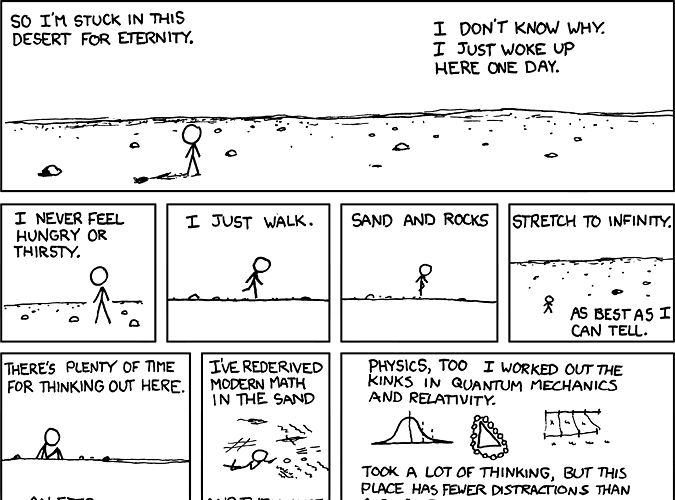 SO I'M STUCK IN THIS
DESERT FOR ETERNITY.
I DON'T KNOW WHY.
I JUST WOKE UP
HERE ONE DAY.
I NEVER FEEL
HUNGRY OR
THIRSTY.
I JUST WALK.
SAND AND ROCKS
STRETCH TO INFINITY.
AS BEST AS I
CAN TELL.
THERE'S PLENTY OF TIME
FOR THINKING OUT HERE.
I'VE REDERIVED
MODERN MATH
IN THE SAND
PHYSICS, TOO I WORKED OUT THE
KINKS IN QUANTUM MECHANICS
AND RELATIVITY.
TOOK A LOT OF THINKING, BUT THIS
PLACE HAS FEWER DISTRACTIONS THAN